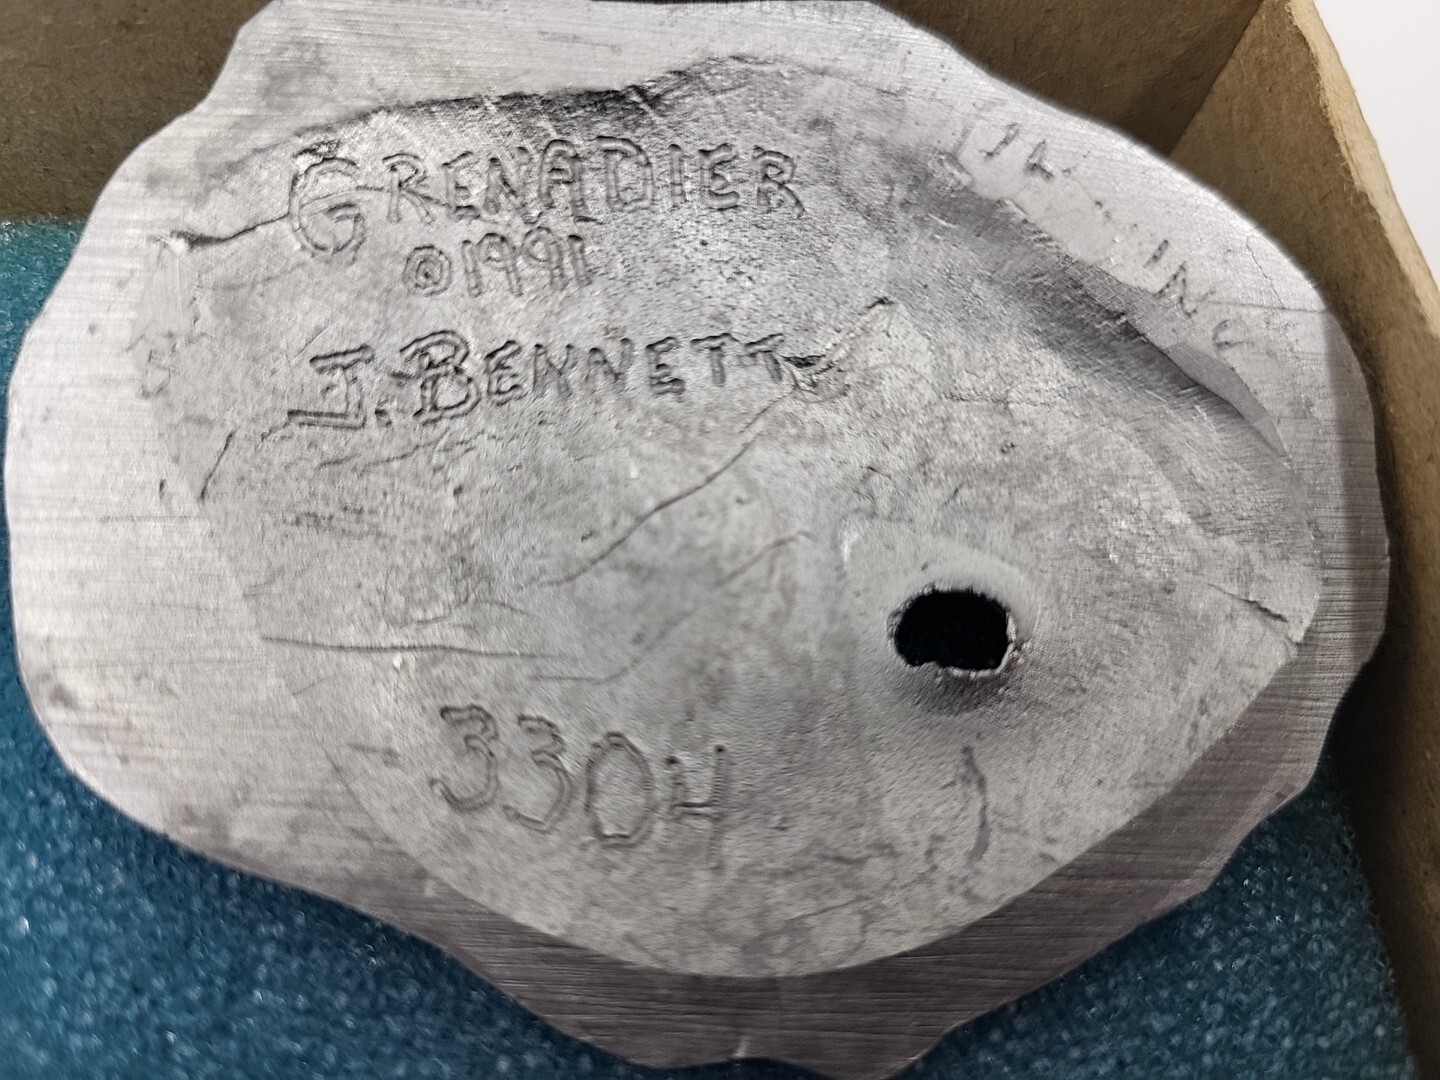 GRENADIER
©1991
J. BENNETT
3304